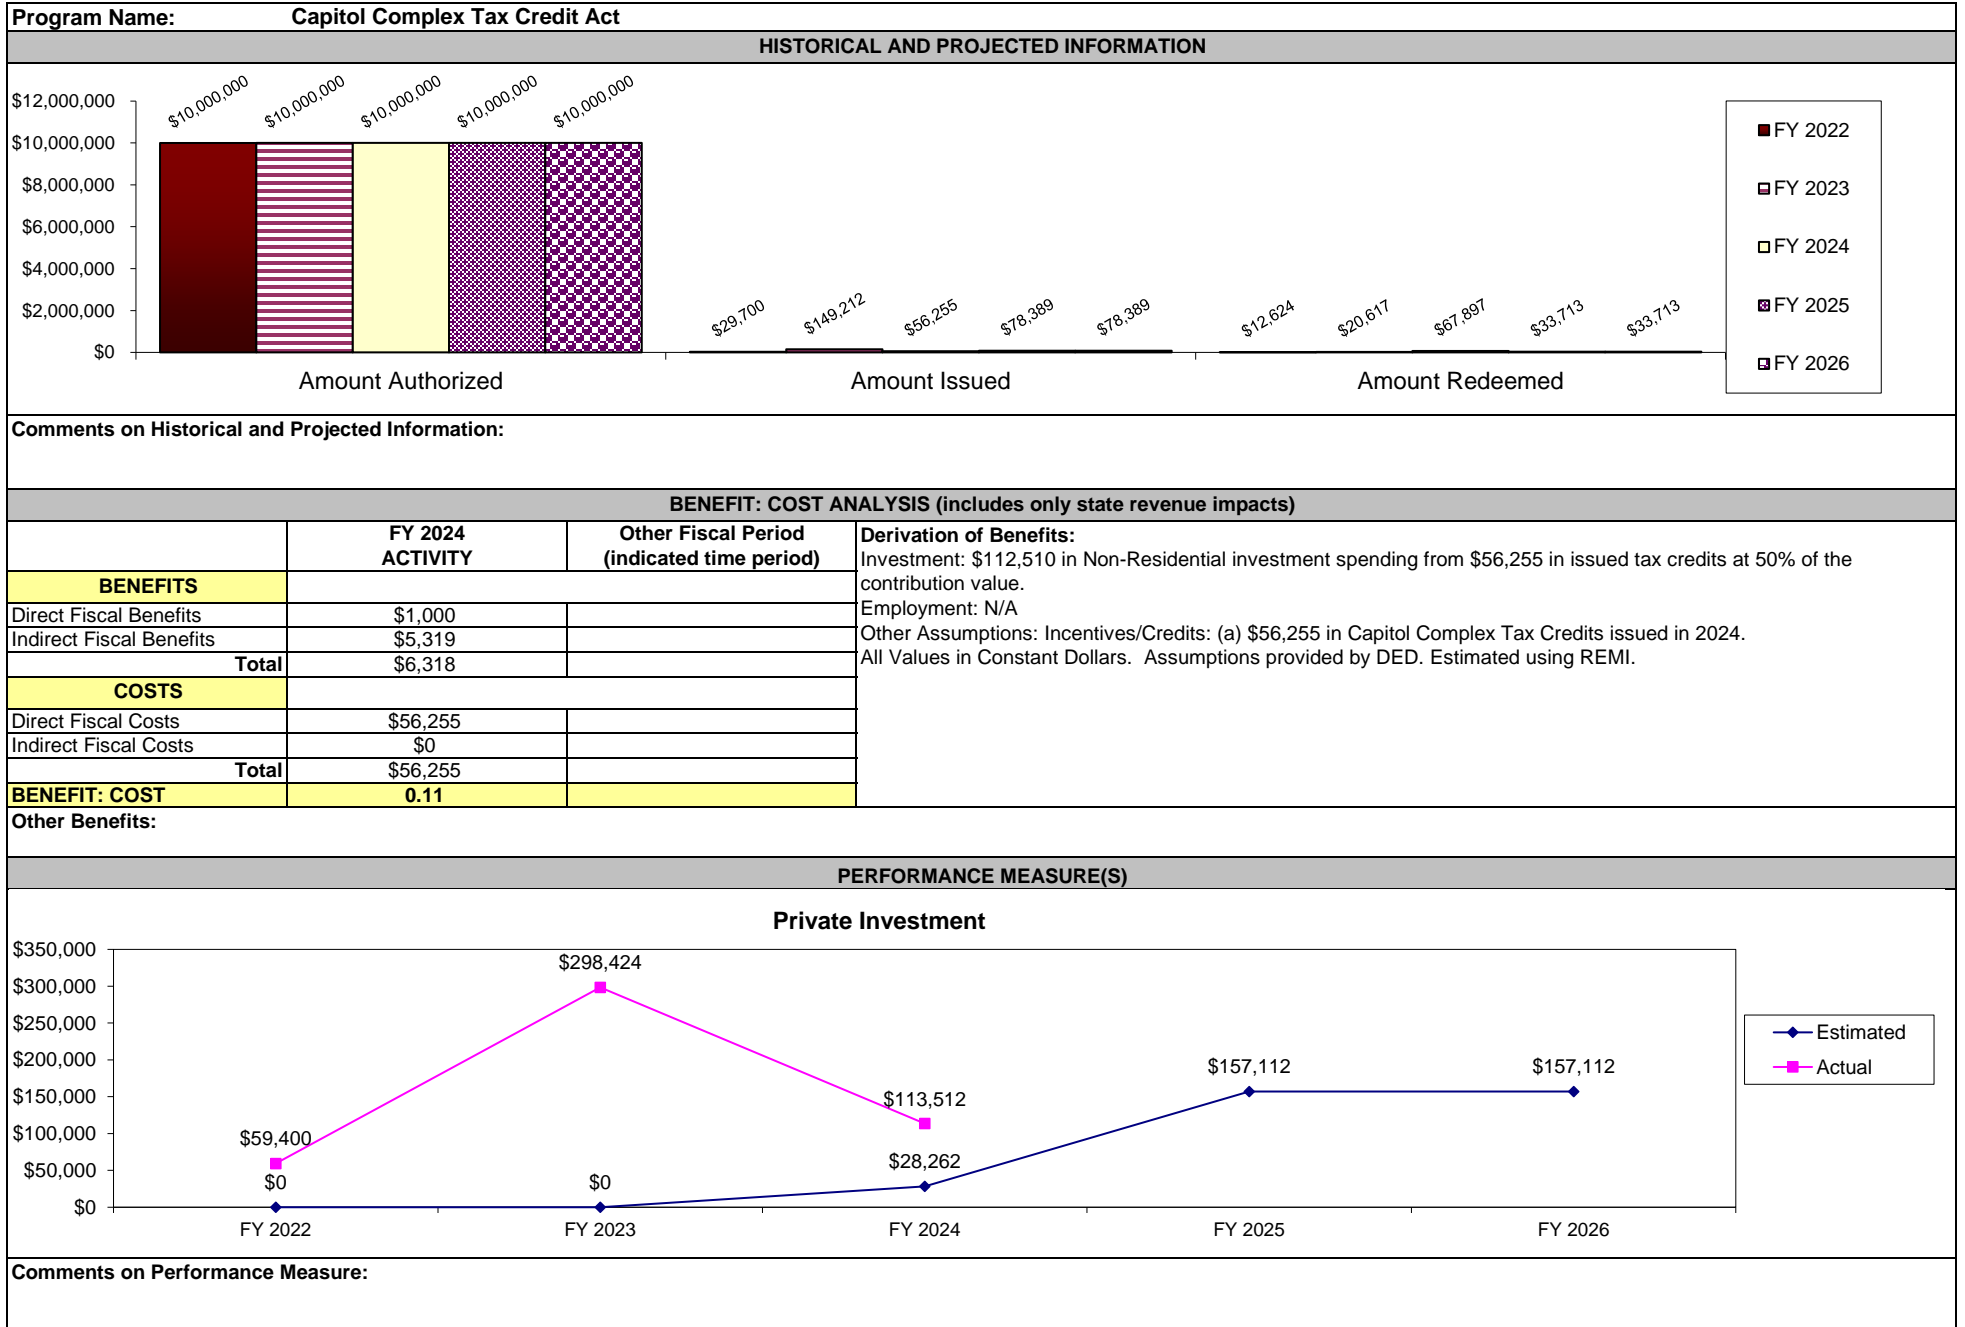 Program Name: Capitol Complex Tax Credit Act
HISTORICAL AND PROJECTED INFORMATION
$12,000,000
$10,000,000
$8,000,000
$6,000,000
$4,000,000
$2,000,000
$0
$10,000,000 $10,000,000 $10,000,000 $10,000,000 $10,000,000
$29,700 $149,212 $56,255 $78,389 $78,389
$12,624 $20,617 $67,897 $33,713 $33,713
Amount Authorized Amount Issued Amount Redeemed
FY 2022
FY 2023
FY 2024
FY 2025
FY 2026
Comments on Historical and Projected Information:
BENEFIT: COST ANALYSIS (includes only state revenue impacts)
FY 2024
ACTIVITY
Other Fiscal Period
(indicated time period)
BENEFITS
Direct Fiscal Benefits $1,000
Indirect Fiscal Benefits $5,319
Total $6,318
COSTS
Direct Fiscal Costs $56,255
Indirect Fiscal Costs $0
Total $56,255
BENEFIT: COST 0.11
Derivation of Benefits:
Investment: $112,510 in Non-Residential investment spending from $56,255 in issued tax credits at 50% of the
contribution value.
Employment: N/A
Other Assumptions: Incentives/Credits: (a) $56,255 in Capitol Complex Tax Credits issued in 2024.
All Values in Constant Dollars. Assumptions provided by DED. Estimated using REMI.
Other Benefits:
PERFORMANCE MEASURE(S)
Private Investment
$350,000
$300,000
$250,000
$200,000
$150,000
$100,000
$50,000
$0
$59,400 $298,424 $113,512
$0 $0 $28,262 $157,112 $157,112
FY 2022 FY 2023 FY 2024 FY 2025 FY 2026
Estimated
Actual
Comments on Performance Measure: